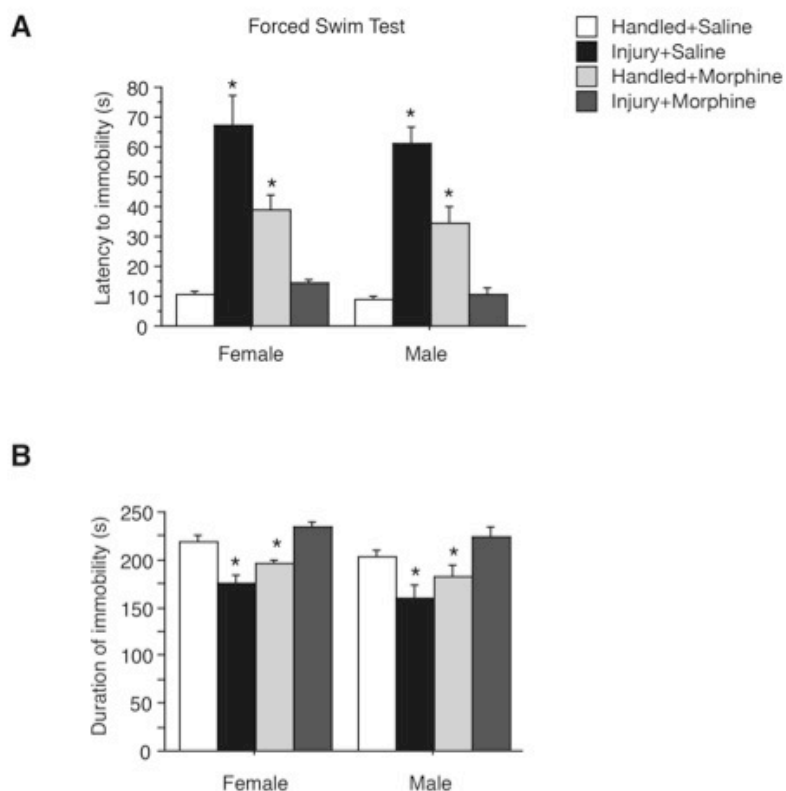 A
Forced Swim Test
Handled+Saline
Injury+Saline
Handled+Morphine
Injury+Morphine
Latency to immobility (s)
80
70
60
50
40
30
20
10
0
*
*
*
*
Female
Male
B
Duration of immobility (s)
250
200
150
100
50
0
*
*
*
*
Female
Male